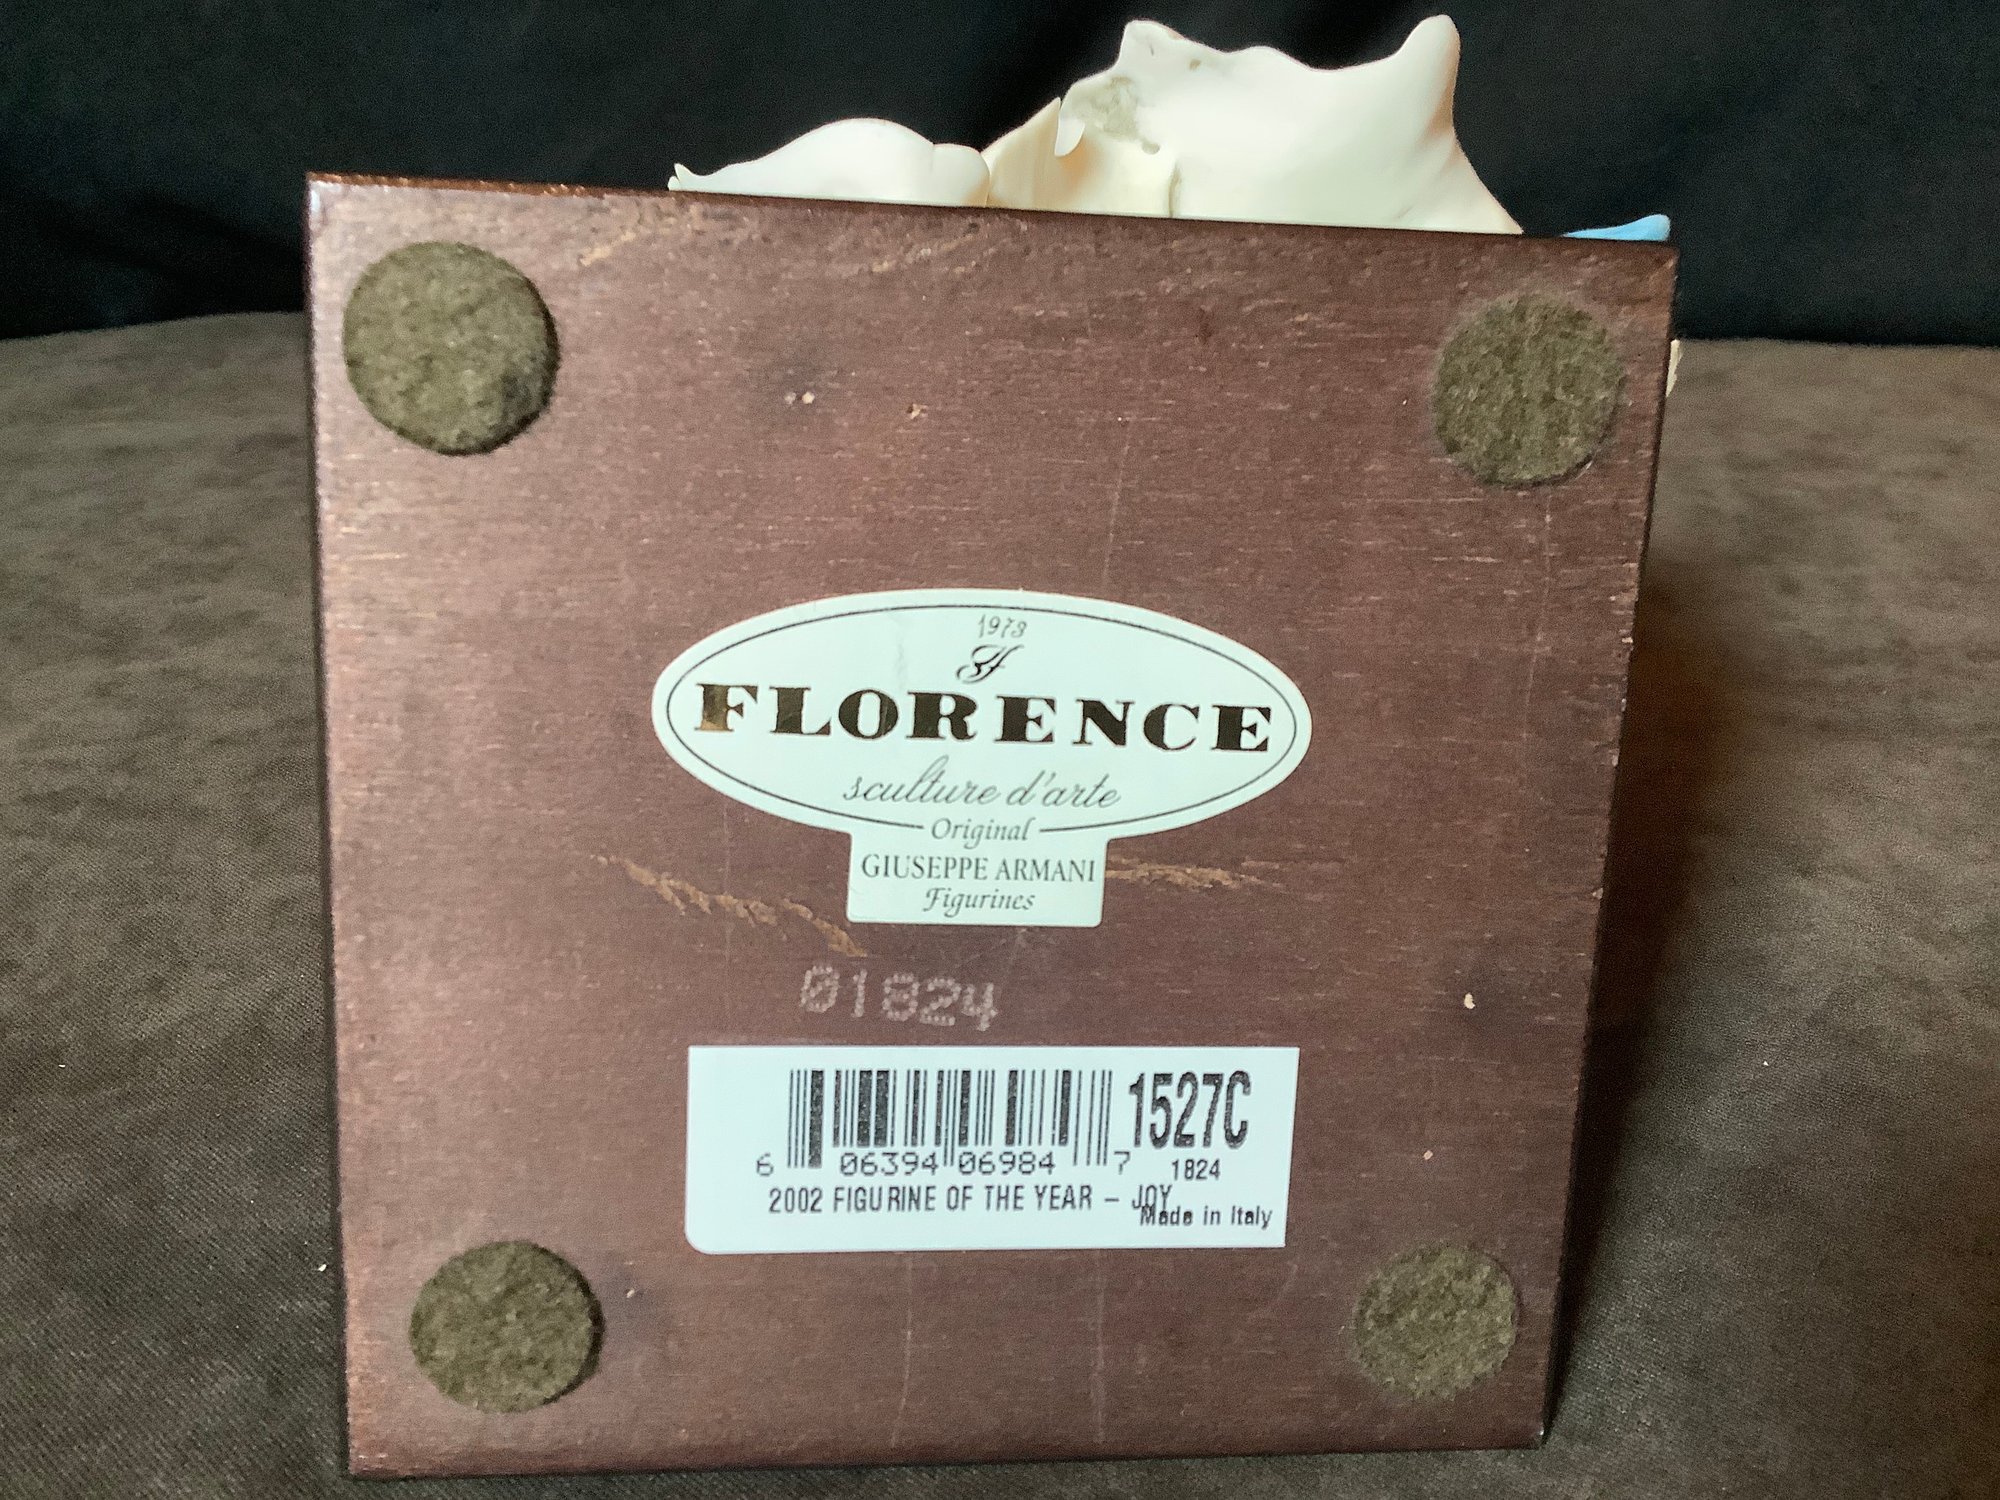 1973
FLORENCE
sculture d'arte
Original
GIUSEPPE ARMANI
Figurines
01824
1527C
6 06394 06984 7
1824
2002 FIGURINE OF THE YEAR – JOY
Made in Italy